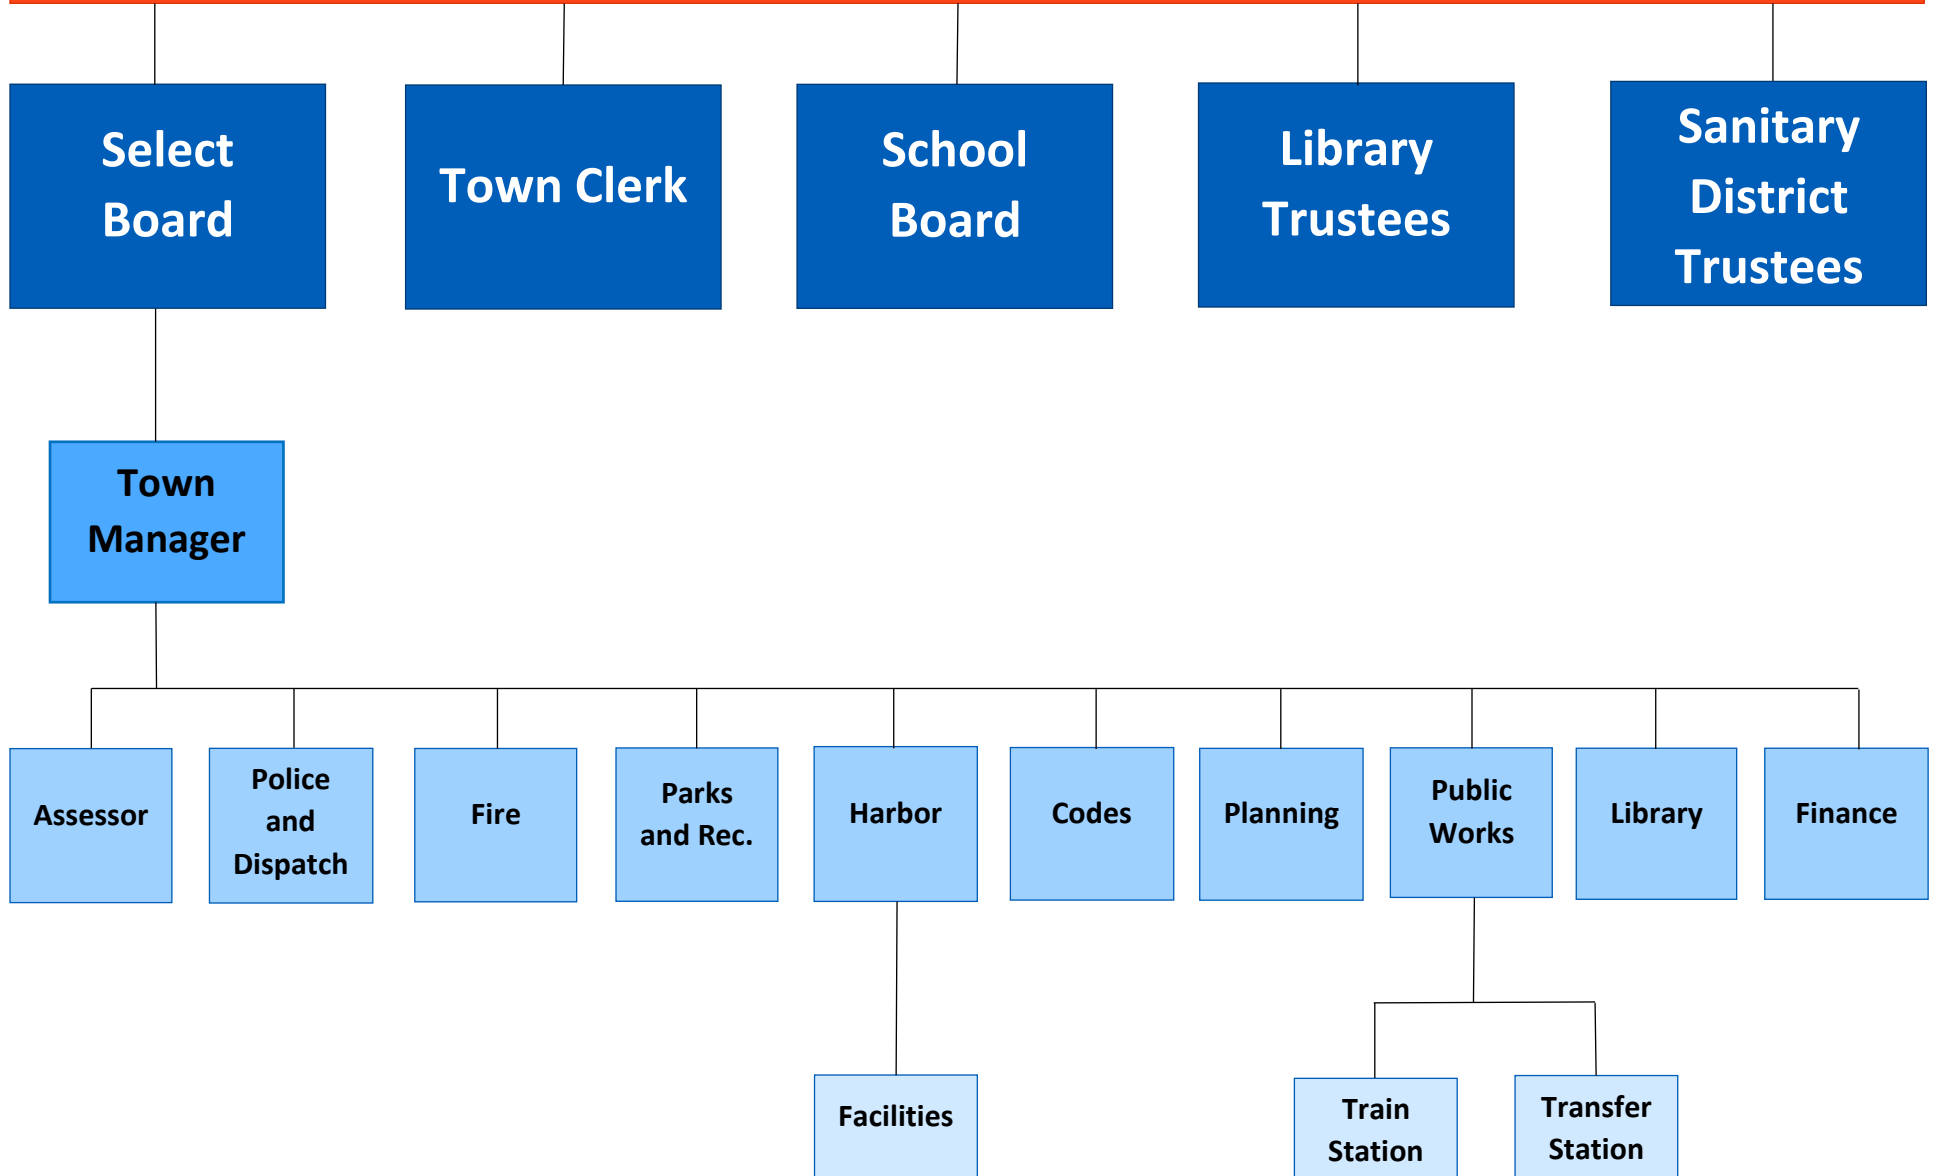 Select
Board
Town Clerk
School
Board
Library
Trustees
Sanitary
District
Trustees
Town
Manager
Assessor
Police
and
Dispatch
Fire
Parks
and Rec.
Harbor
Codes
Planning
Public
Works
Library
Finance
Facilities
Train
Station
Transfer
Station